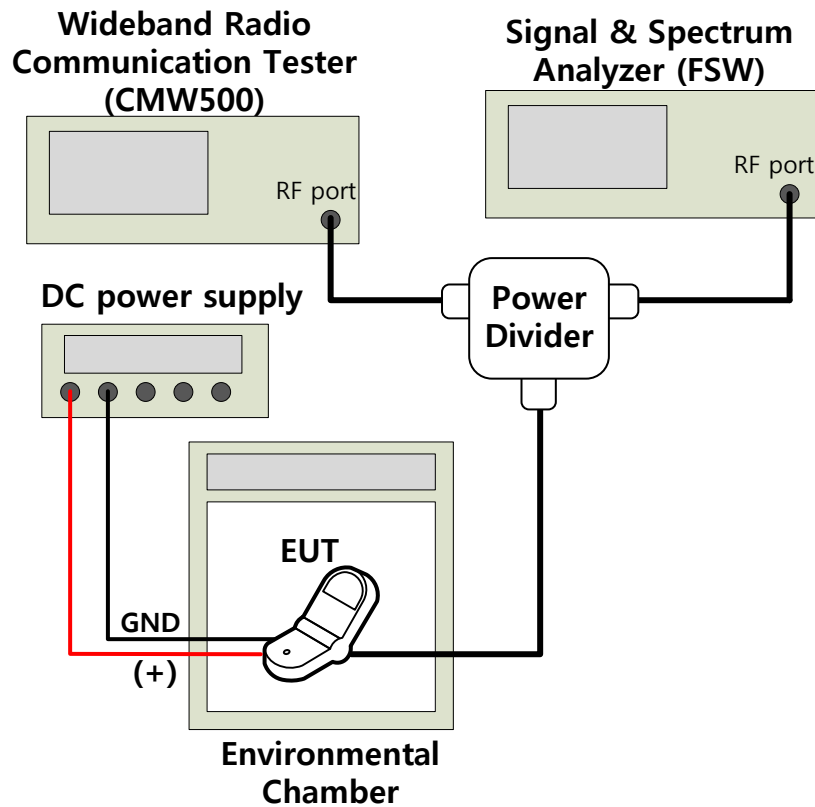 Wideband Radio
Communication Tester
(CMW500)
RF port
Signal & Spectrum
Analyzer (FSW)
RF port
Power
Divider
DC power supply
EUT
GND
(+)
Environmental
Chamber